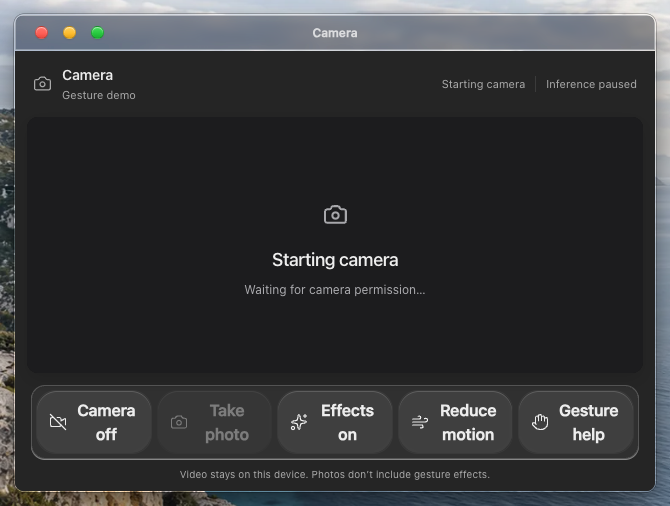 Camera
Camera
Gesture demo
Starting camera
Inference paused
Starting camera
Waiting for camera permission…
Camera
off
Take
photo
Effects
on
Reduce
motion
Gesture
help
Video stays on this device. Photos don't include gesture effects.